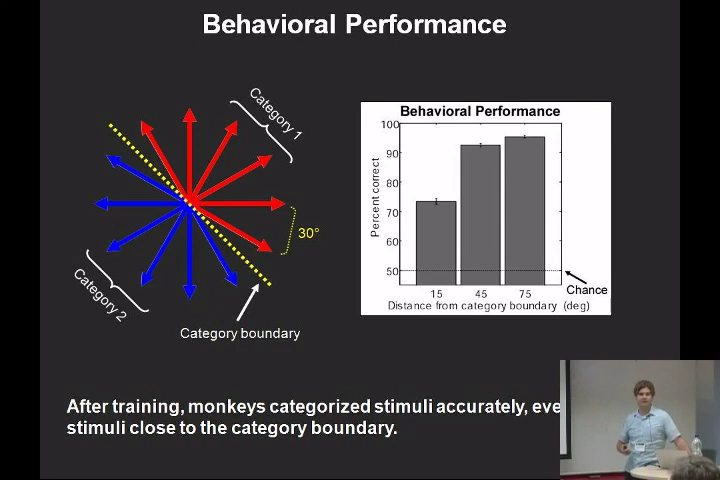 Behavioral Performance
Category 1
30°
Category 2
Category boundary
Behavioral Performance
Percent correct
100
90
80
70
60
50
15 45 75
Distance from category boundary (deg)
Chance
After training, monkeys categorized stimuli accurately,
stimuli close to the category boundary.